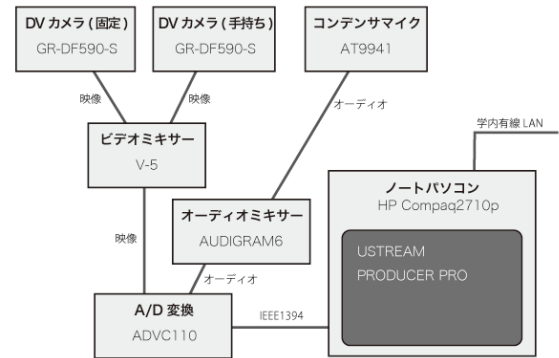 DV カメラ ( 固定 )
GR-DF590-S
DV カメラ ( 手持ち )
GR-DF590-S
コンデンサマイク
AT9941
映像
映像
オーディオ
学内有線 LAN
ビデオミキサー
V-5
ノートパソコン
HP Compaq2710p
オーディオミキサー
AUDIGRAM6
映像
USTREAM
PRODUCER PRO
オーディオ
A/D 変換
ADVC110
IEEE1394